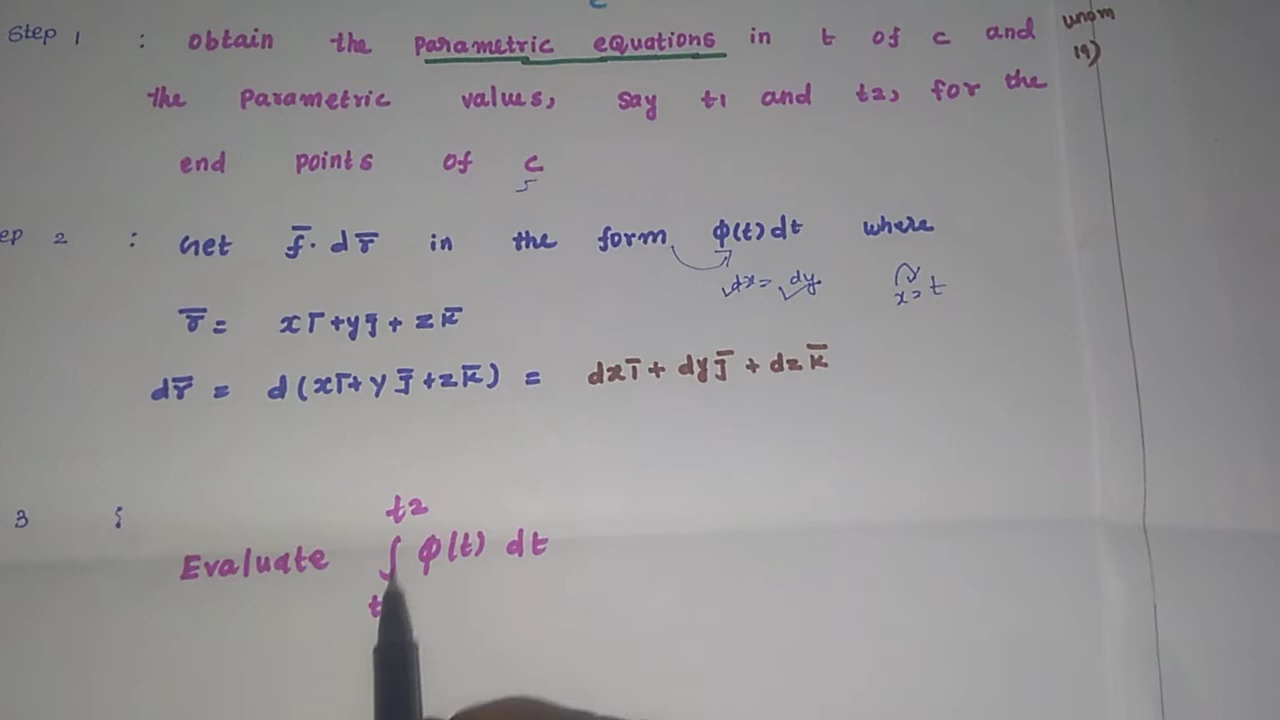 Step 1 : obtain the parametric equations in t of c and
the parametric values, say t1 and t2, for the
end points of c
ep 2 : Get f̄. dr̄ in the form φ(t)dt where
dx= dy x=t
r̄= xī+yj̄+zk̄
dr̄ = d(xī+yj̄+zk̄) = dxī+dyj̄+dzk̄
3 :
t2
Evaluate ∫ φ(t) dt
t